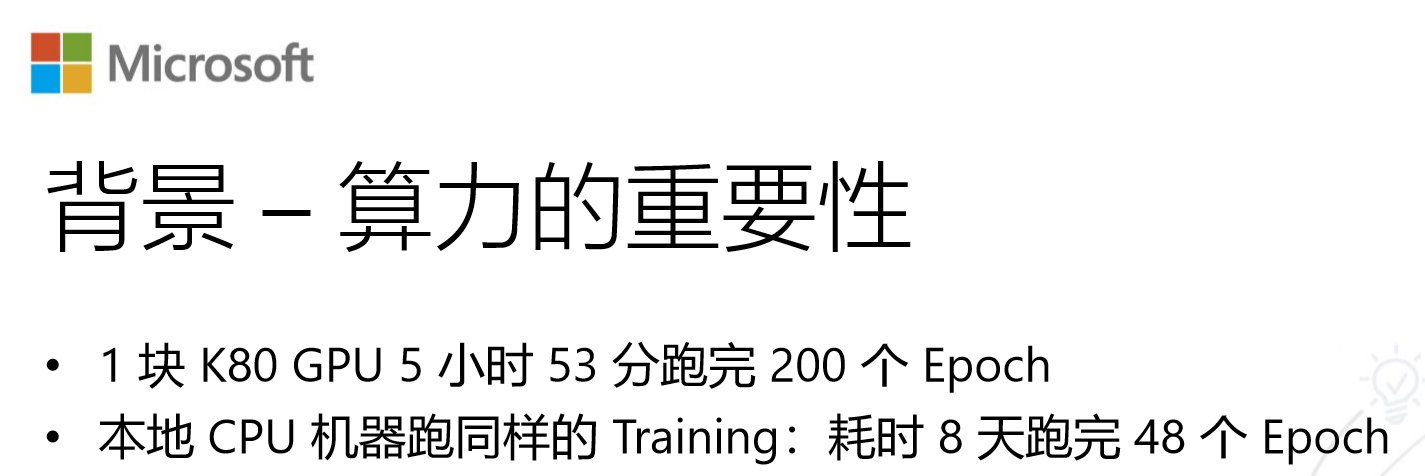 Microsoft
背景 – 算力的重要性
• 1 块 K80 GPU 5 小时 53 分跑完 200 个 Epoch
• 本地 CPU 机器跑同样的 Training：耗时 8 天跑完 48 个 Epoch